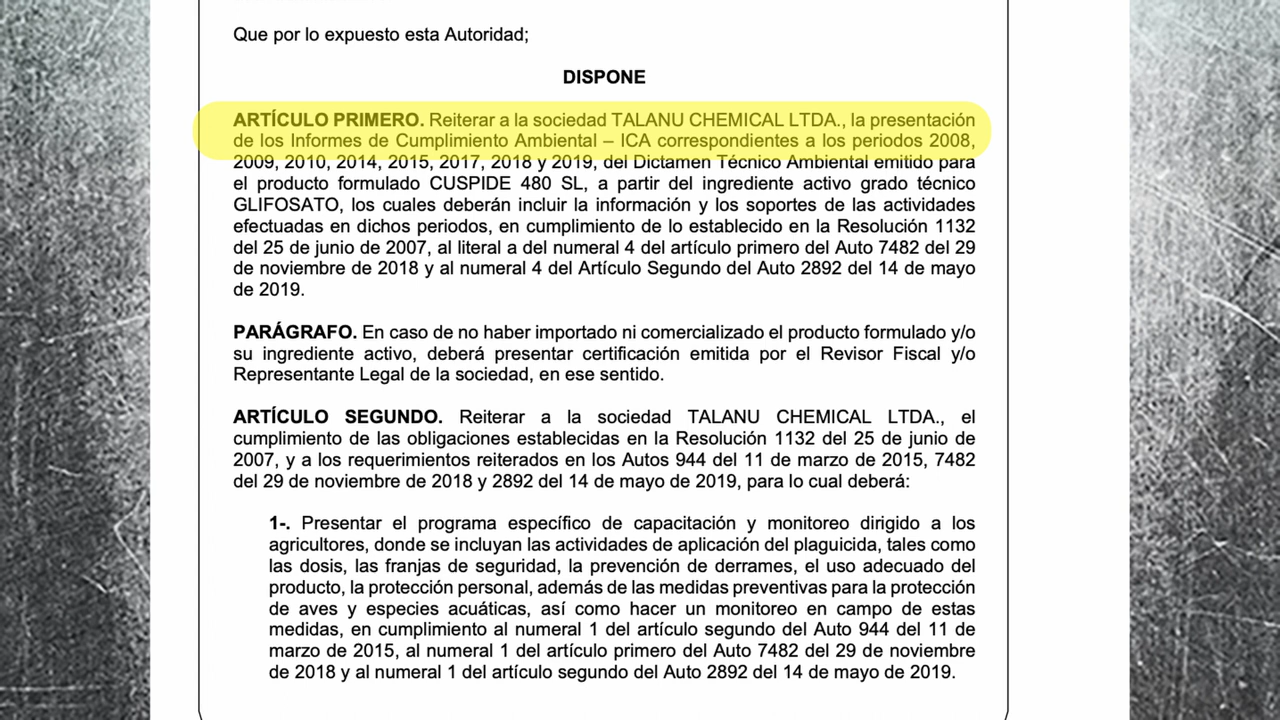 Que por lo expuesto esta Autoridad;
DISPONE
ARTÍCULO PRIMERO. Reiterar a la sociedad TALANU CHEMICAL LTDA., la presentación
de los Informes de Cumplimiento Ambiental – ICA correspondientes a los periodos 2008,
2009, 2010, 2014, 2015, 2017, 2018 y 2019, del Dictamen Técnico Ambiental emitido para
el producto formulado CUSPIDE 480 SL, a partir del ingrediente activo grado técnico
GLIFOSATO, los cuales deberán incluir la información y los soportes de las actividades
efectuadas en dichos periodos, en cumplimiento de lo establecido en la Resolución 1132
del 25 de junio de 2007, al literal a del numeral 4 del artículo primero del Auto 7482 del 29
de noviembre de 2018 y al numeral 4 del Artículo Segundo del Auto 2892 del 14 de mayo
de 2019.
PARÁGRAFO. En caso de no haber importado ni comercializado el producto formulado y/o
su ingrediente activo, deberá presentar certificación emitida por el Revisor Fiscal y/o
Representante Legal de la sociedad, en ese sentido.
ARTÍCULO SEGUNDO. Reiterar a la sociedad TALANU CHEMICAL LTDA., el
cumplimiento de las obligaciones establecidas en la Resolución 1132 del 25 de junio de
2007, y a los requerimientos reiterados en los Autos 944 del 11 de marzo de 2015, 7482
del 29 de noviembre de 2018 y 2892 del 14 de mayo de 2019, para lo cual deberá:
1-. Presentar el programa específico de capacitación y monitoreo dirigido a los
agricultores, donde se incluyan las actividades de aplicación del plaguicida, tales como
las dosis, las franjas de seguridad, la prevención de derrames, el uso adecuado del
producto, la protección personal, además de las medidas preventivas para la protección
de aves y especies acuáticas, así como hacer un monitoreo en campo de estas
medidas, en cumplimiento al numeral 1 del artículo segundo del Auto 944 del 11 de
marzo de 2015, al numeral 1 del artículo primero del Auto 7482 del 29 de noviembre
de 2018 y al numeral 1 del artículo segundo del Auto 2892 del 14 de mayo de 2019.